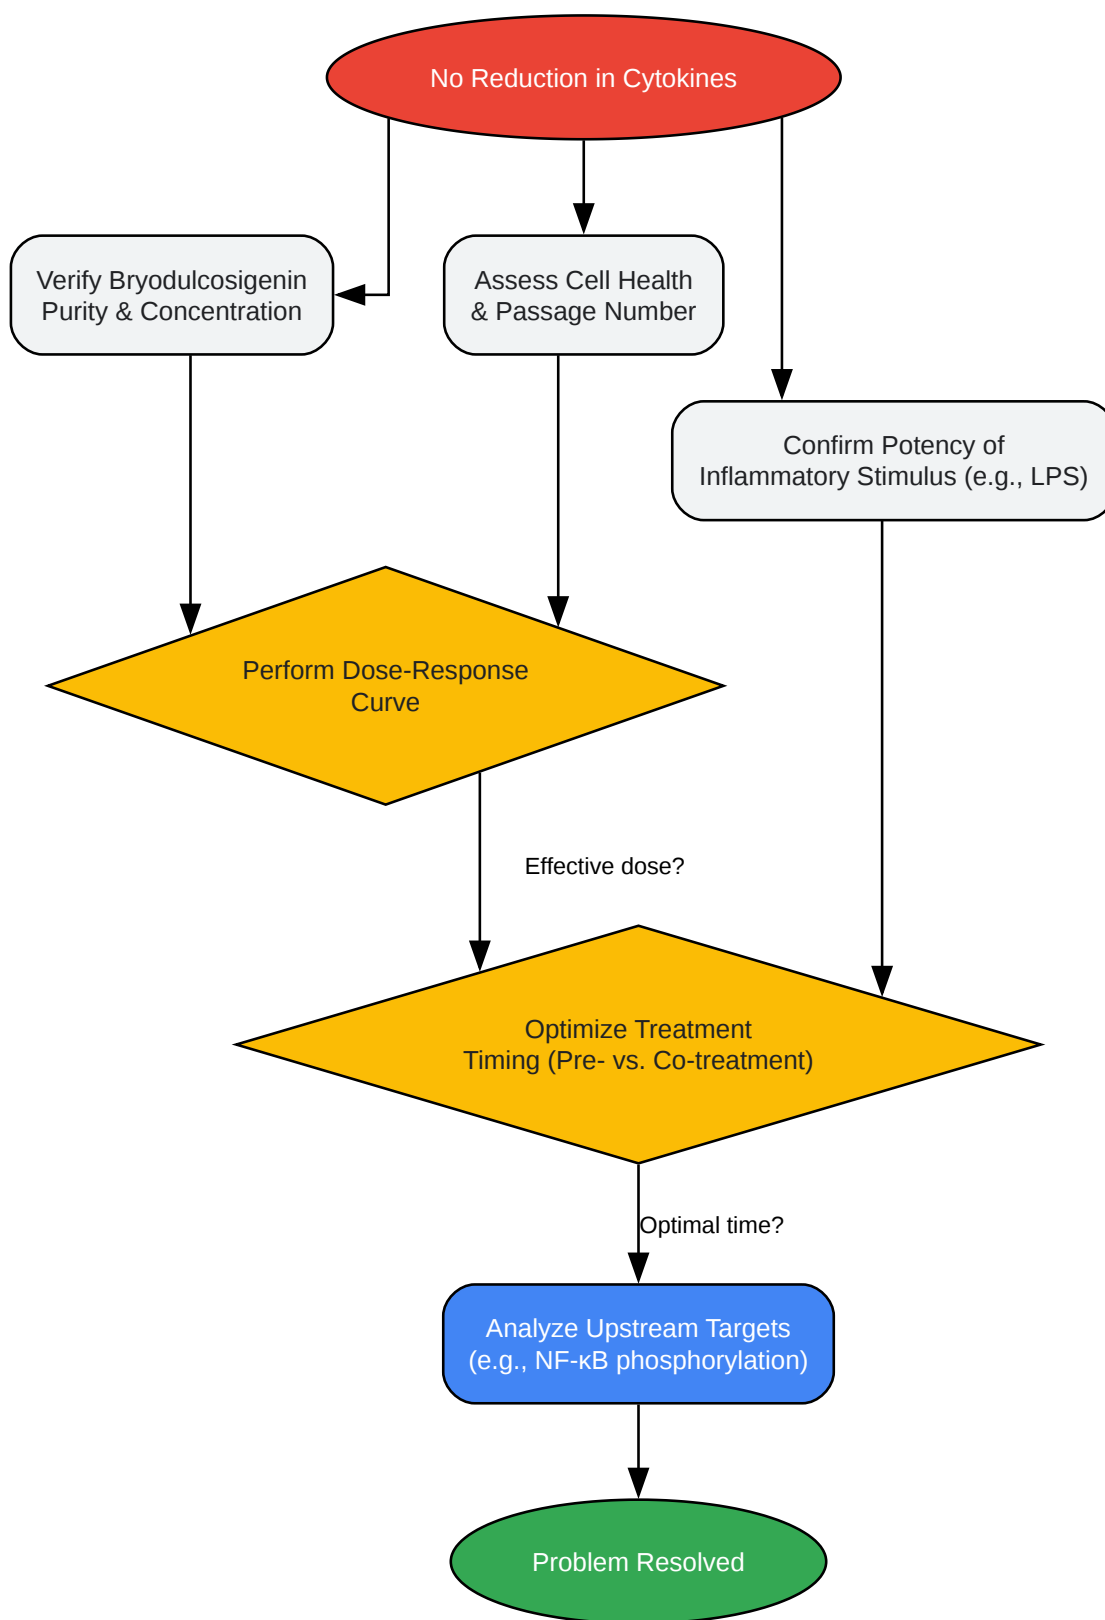 No Reduction in Cytokines
Verify Bryodulcosigenin
Purity & Concentration
Assess Cell Health
& Passage Number
Confirm Potency of
Inflammatory Stimulus (e.g., LPS)
Perform Dose-Response
Curve
Effective dose?
Optimize Treatment
Timing (Pre- vs. Co-treatment)
Optimal time?
Analyze Upstream Targets
(e.g., NF-κB phosphorylation)
Problem Resolved